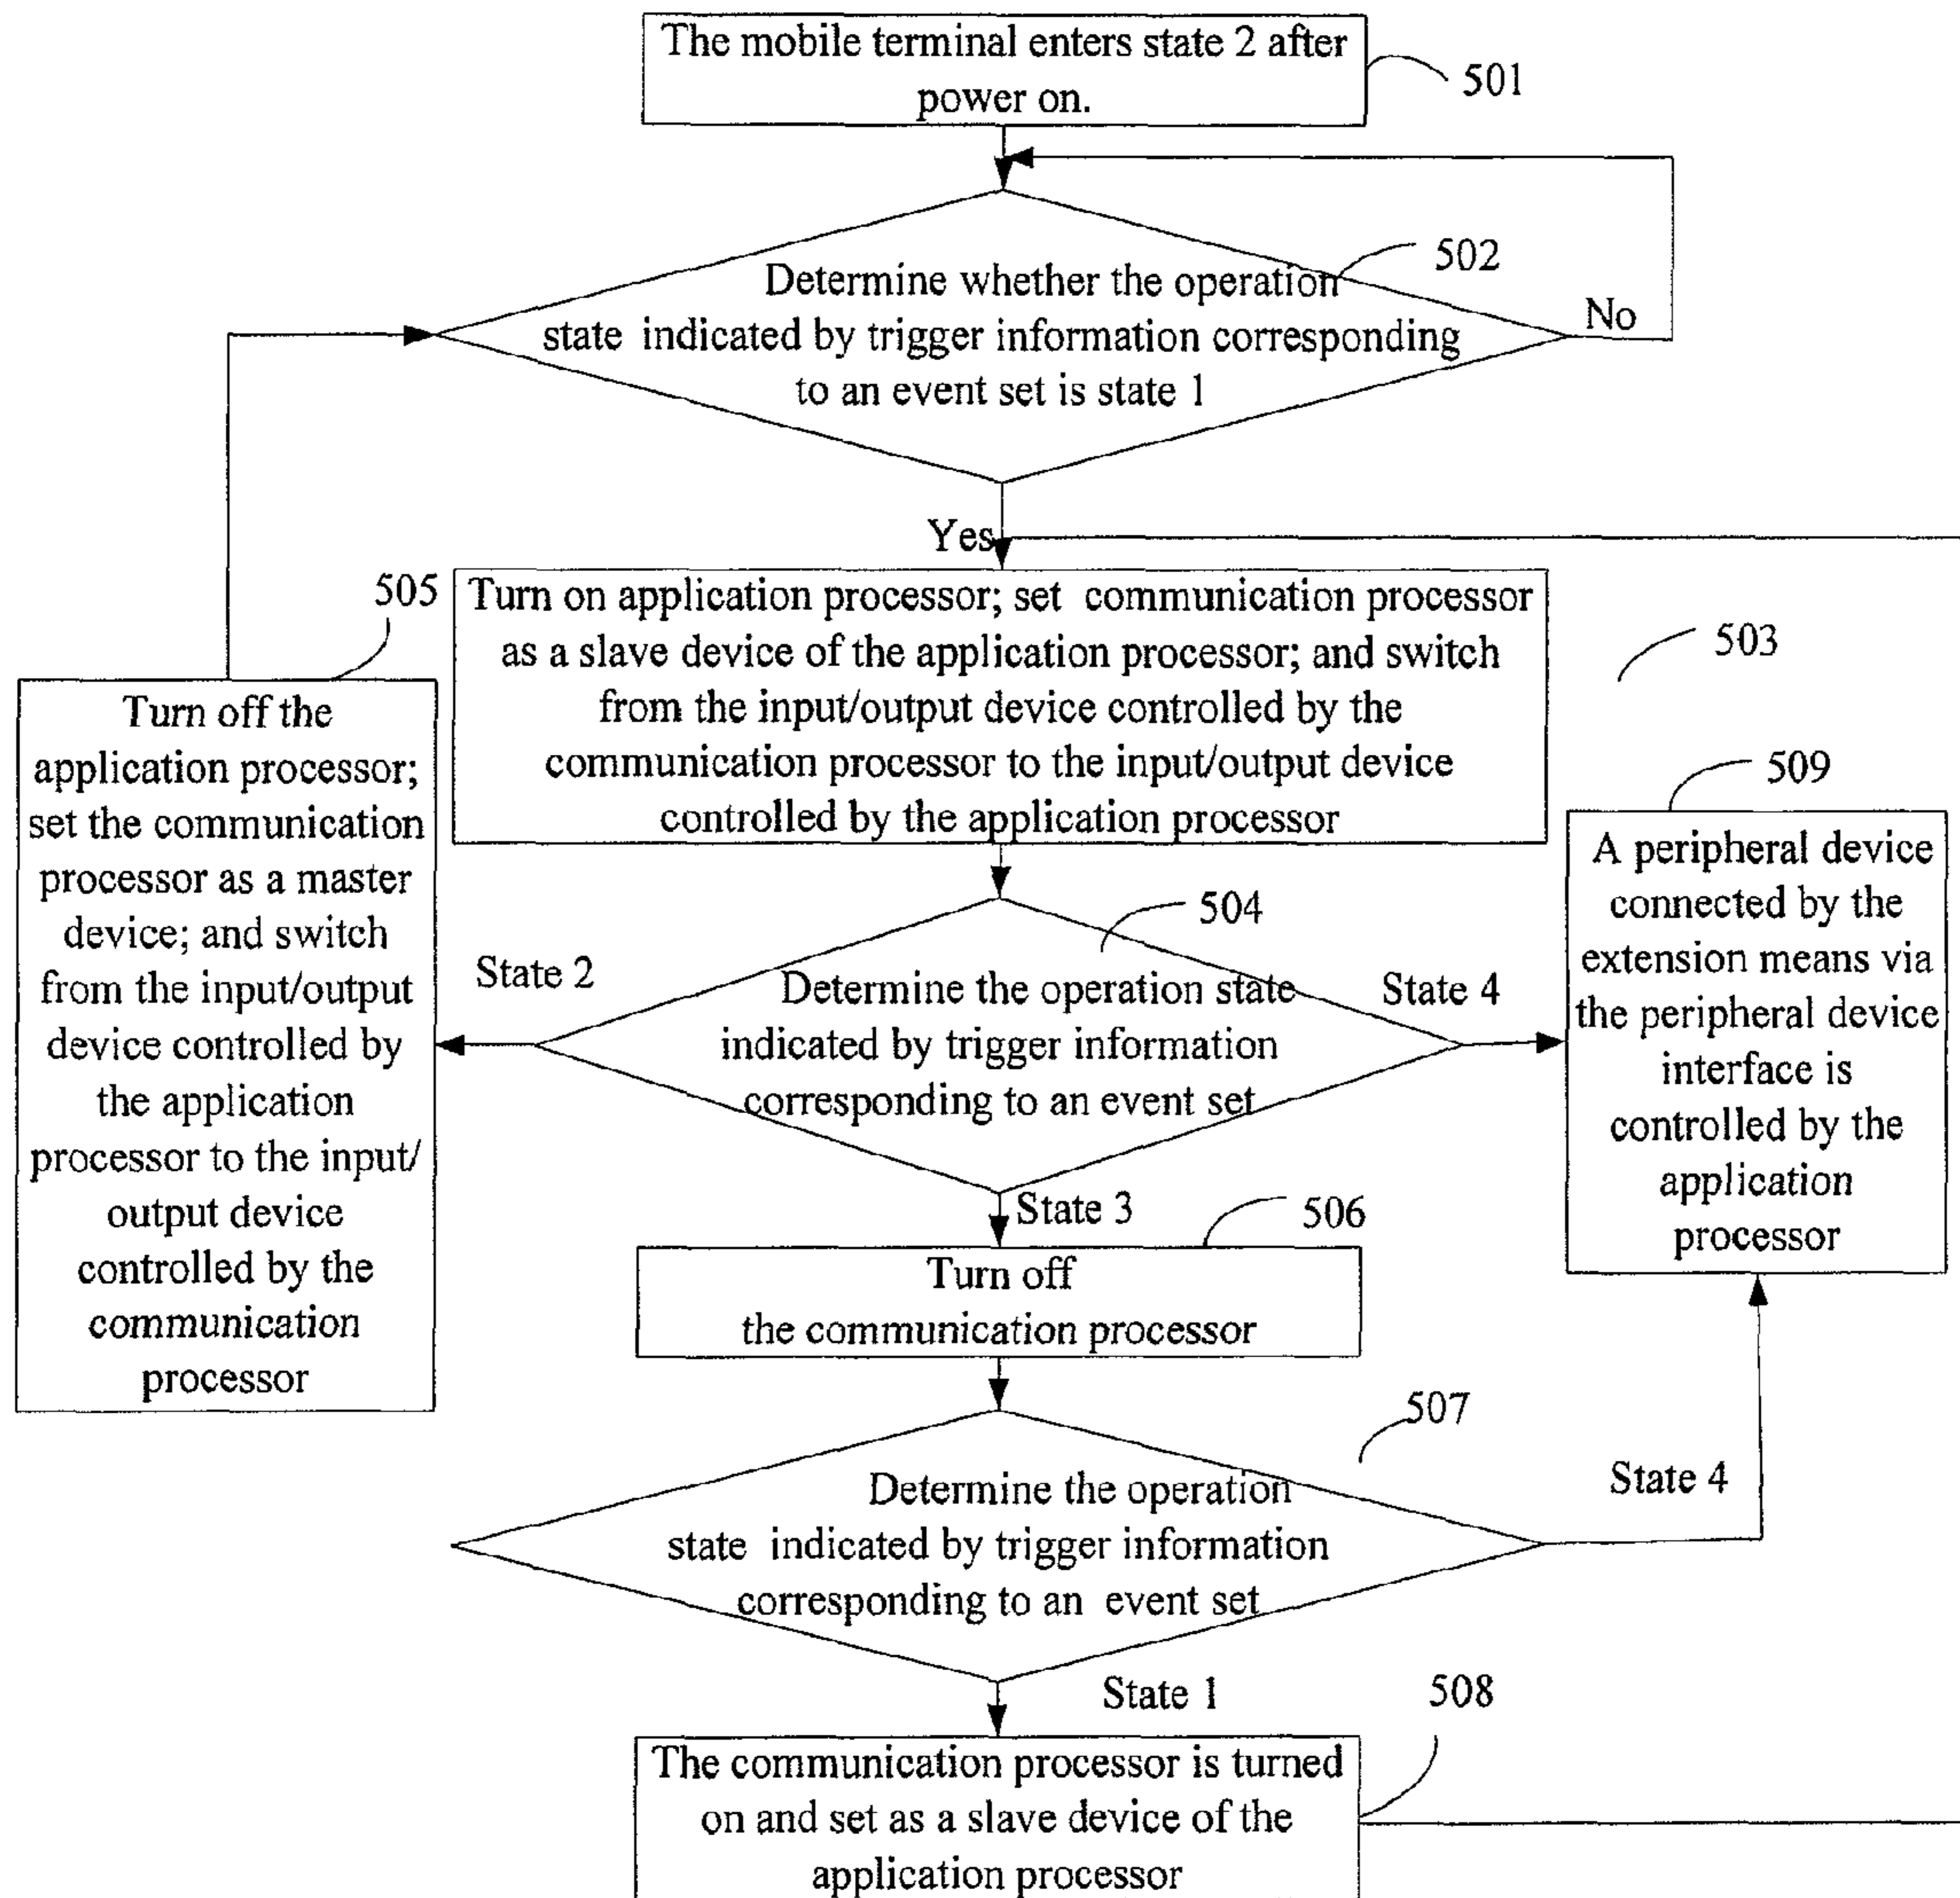 The mobile terminal enters state 2 after
power on.
501
502
Determine whether the operation
state indicated by trigger information corresponding
to an event set is state 1
No
Yes
505
Turn on application processor; set communication processor
as a slave device of the application processor; and switch
from the input/output device controlled by the
communication processor to the input/output device
controlled by the application processor
503
Turn off the
application processor;
set the communication
processor as a master
device; and switch
from the input/output
device controlled by
the application
processor to the input/
output device
controlled by the
communication
processor
509
A peripheral device
connected by the
extension means via
the peripheral device
interface is
controlled by the
application
processor
504
State 2
Determine the operation state
indicated by trigger information
corresponding to an event set
State 4
State 3
506
Turn off
the communication processor
507
Determine the operation
state indicated by trigger information
corresponding to an event set
State 4
State 1
508
The communication processor is turned
on and set as a slave device of the
application processor